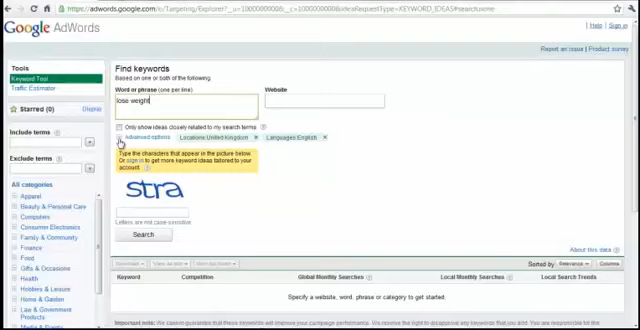 https://adwords.google.com/o/Targeting/Explorer?_u=1000000000&_c=1000000000&ideaRequestType=KEYWORD_IDEAS#search=none
Google AdWords
Help | Sign in
Report an issue | Product survey
Tools
Keyword Tool
Traffic Estimator
Starred (0)
Include terms
Exclude terms
All categories
Apparel
Beauty & Personal Care
Computers
Consumer Electronics
Family & Community
Finance
Food
Gifts & Occasions
Health
Hobbies & Leisure
Home & Garden
Law & Government
Find keywords
Based on one or both of the following
Word or phrase (one per line)
Website
lose weight
Only show ideas closely related to my search terms
Advanced options
Locations:United Kingdom ×
Languages:English ×
Type the characters that appear in the picture below.
Or sign in to get more keyword ideas tailored to your
account.
stra
Letters are not case-sensitive
Search
About this data
Sorted by Relevance
Columns
Keyword
Competition
Global Monthly Searches
Local Monthly Searches
Local Search Trends
Specify a website, word, phrase or category to get started.